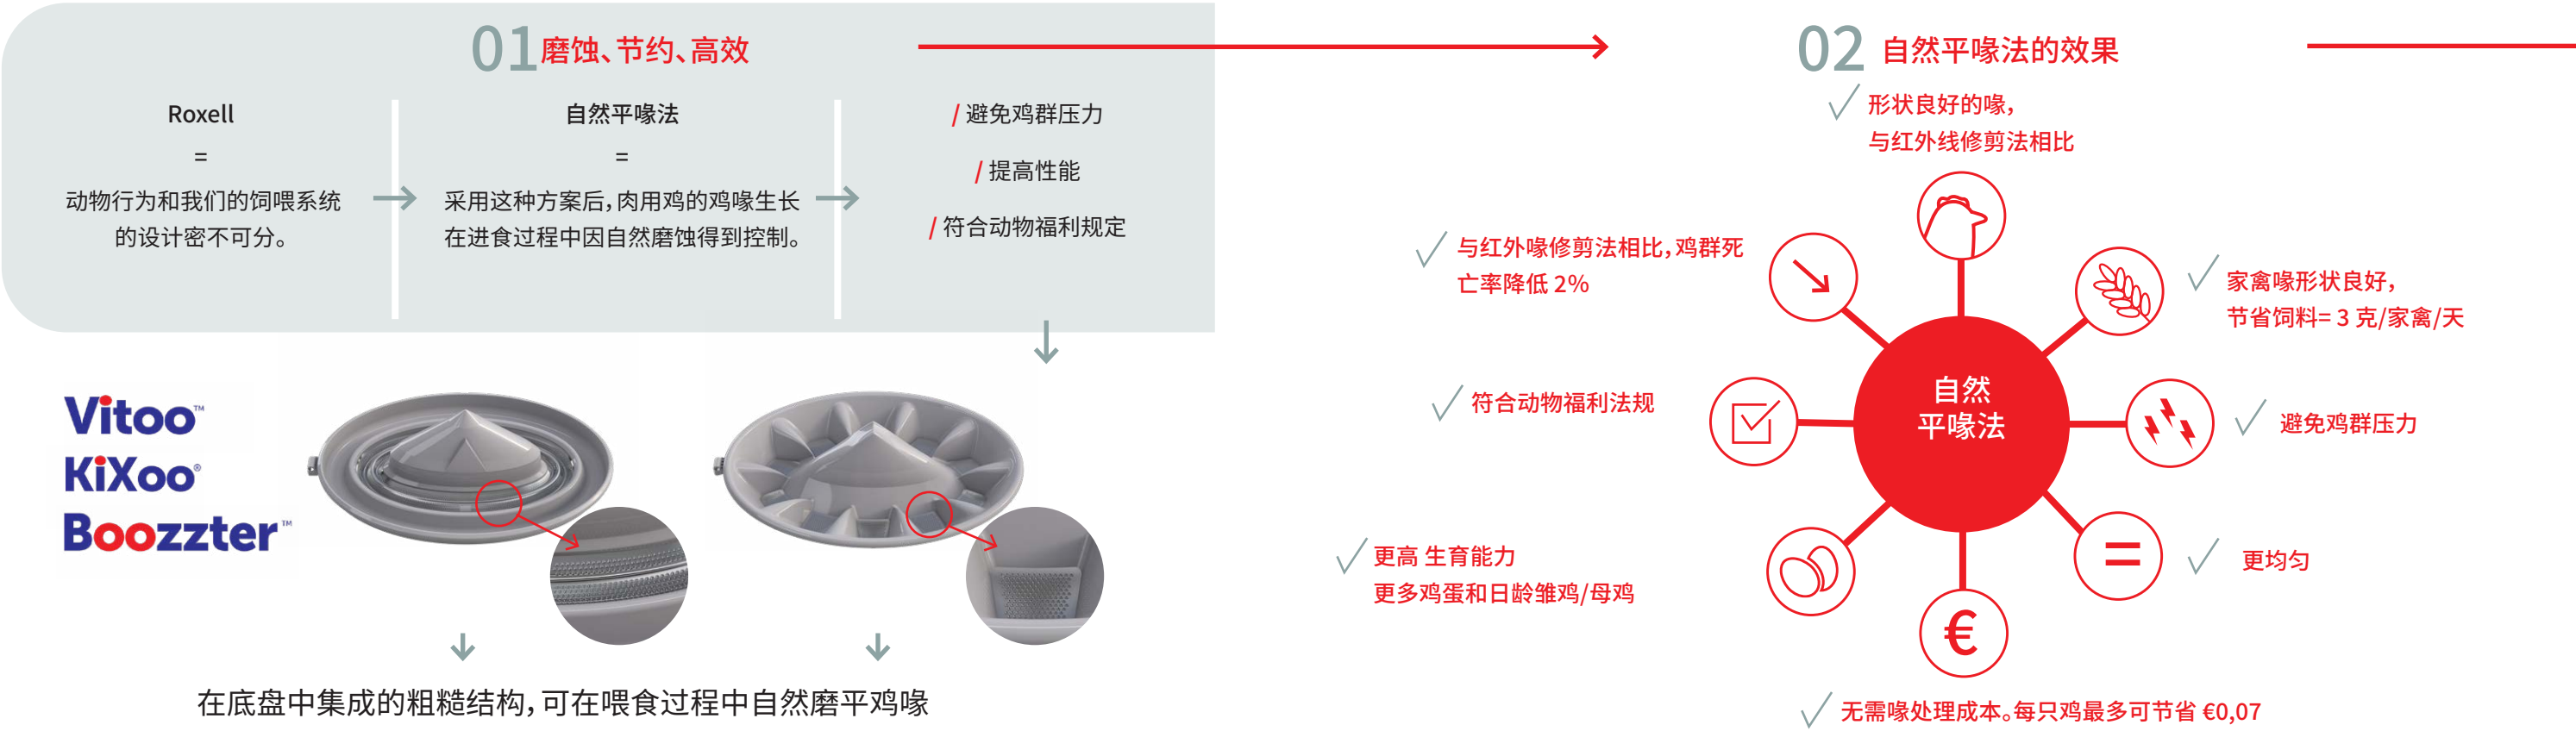 01 磨蚀、节约、高效
Roxell
=
动物行为和我们的饲喂系统
的设计密不可分。
自然平喙法
=
采用这种方案后，肉用鸡的鸡喙生长
在进食过程中因自然磨蚀得到控制。
/ 避免鸡群压力
/ 提高性能
/ 符合动物福利规定
Vitoo™
KiXoo®
Boozzter™
在底盘中集成的粗糙结构，可在喂食过程中自然磨平鸡喙
02 自然平喙法的效果
形状良好的喙，
与红外线修剪法相比
与红外喙修剪法相比，鸡群死
亡率降低 2%
家禽喙形状良好，
节省饲料= 3 克/家禽/天
符合动物福利法规
自然
平喙法
避免鸡群压力
更高 生育能力
更多鸡蛋和日龄雏鸡/母鸡
=
更均匀
€
无需喙处理成本。每只鸡最多可节省 €0,07